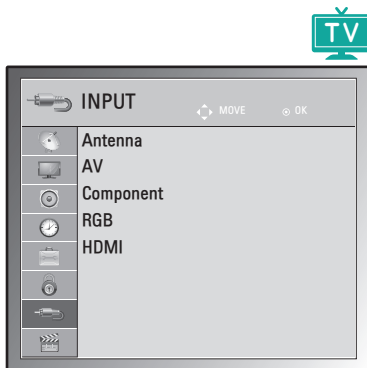 TV
INPUT
MOVE
OK
Antenna
AV
Component
RGB
HDMI